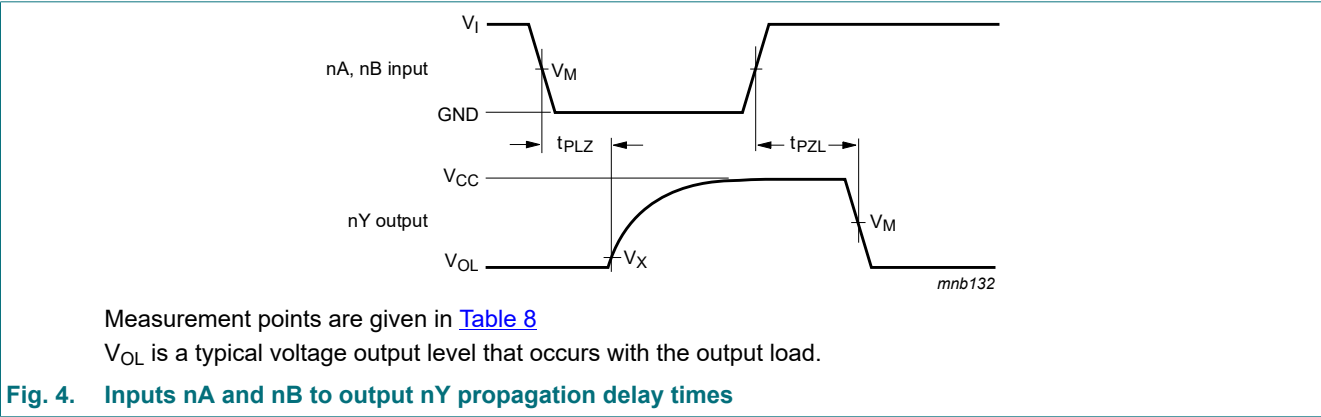 VI
nA, nB input
VM
GND
tPLZ
tPZL
VCC
nY output
VM
VOL
VX
mnb132
Measurement points are given in Table 8
VOL is a typical voltage output level that occurs with the output load.
Fig. 4. Inputs nA and nB to output nY propagation delay times